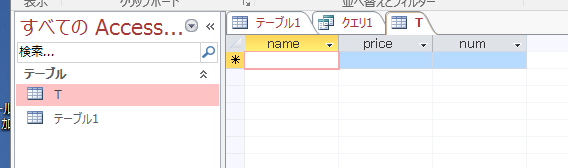 表示
クリップボード
並べ替えとフィルター
すべての Access...
検索...
テーブル
T
テーブル1
テーブル1
クエリ1
T
name
price
num